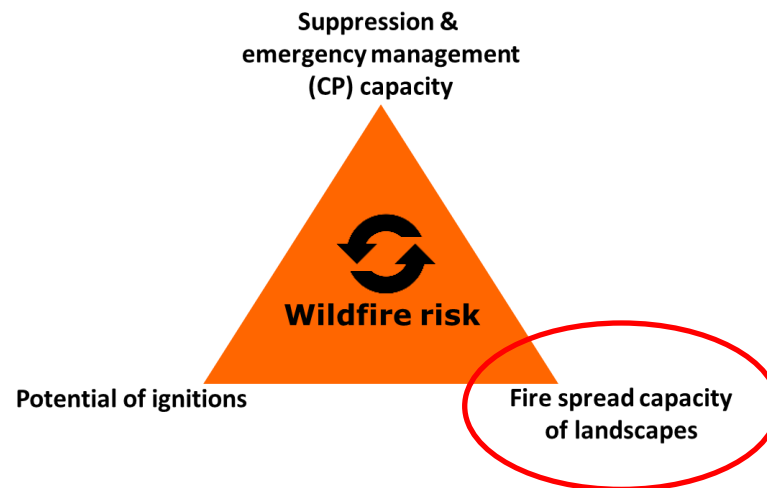 Suppression &
emergency management
(CP) capacity
Wildfire risk
Potential of ignitions
Fire spread capacity
of landscapes